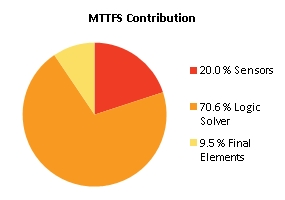 MTTFS Contribution
20.0 % Sensors
70.6 % Logic
Solver
9.5 % Final
Elements